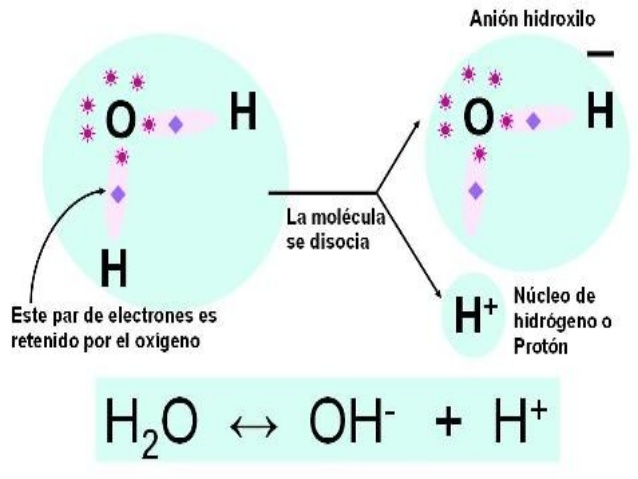 Anión hidroxilo
−
O H
H
O H
La molécula
se disocia
Este par de electrones es
retenido por el oxigeno
H+
Núcleo de
hidrógeno o
Protón
H₂O ↔ OH⁻ + H⁺